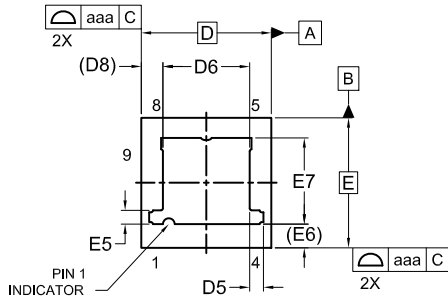 ⌓ aaa C
2X
D
A
(D8)
D6
8
5
B
9
E7
E
E5
(E6)
PIN 1
INDICATOR
1
4
D5
⌓ aaa C
2X